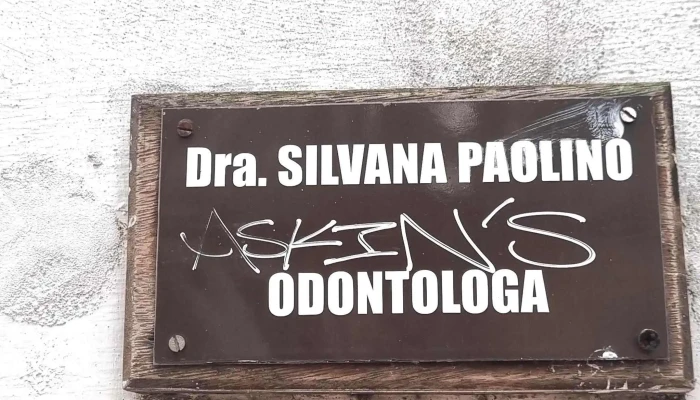 Dra. SILVANA PAOLINO
ASKIN'S
ODONTOLOGA